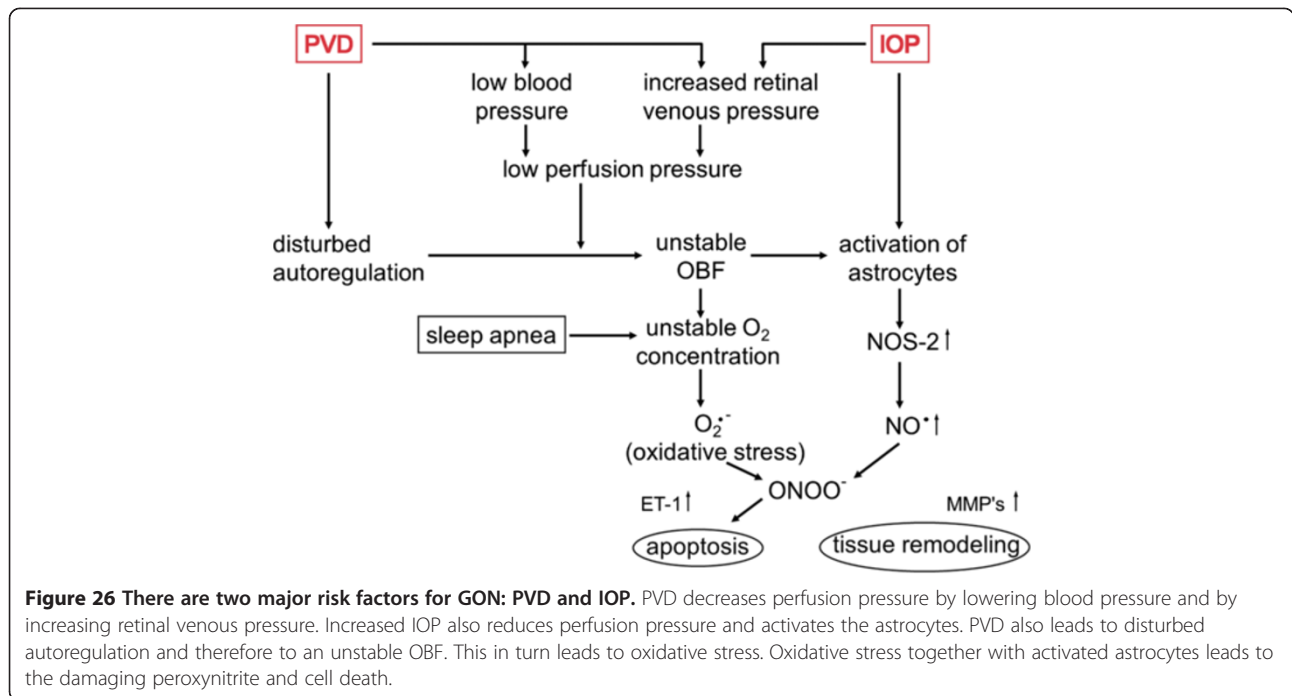 PVD
IOP
low blood
pressure
increased retinal
venous pressure
low perfusion pressure
disturbed
autoregulation
unstable
OBF
activation of
astrocytes
sleep apnea
unstable O₂
concentration
NOS-2↑
O₂•⁻
(oxidative stress)
NO•↑
ONOO⁻
ET-1↑
MMP's ↑
apoptosis
tissue remodeling
Figure 26 There are two major risk factors for GON: PVD and IOP. PVD decreases perfusion pressure by lowering blood pressure and by
increasing retinal venous pressure. Increased IOP also reduces perfusion pressure and activates the astrocytes. PVD also leads to disturbed
autoregulation and therefore to an unstable OBF. This in turn leads to oxidative stress. Oxidative stress together with activated astrocytes leads to
the damaging peroxynitrite and cell death.